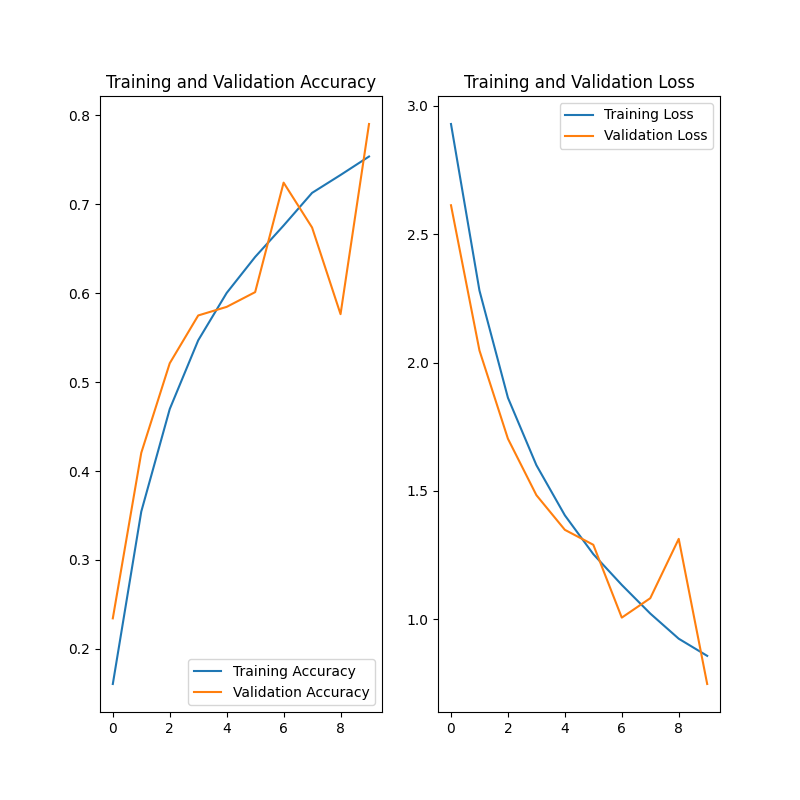 Training and Validation Accuracy
0.8
0.7
0.6
0.5
0.4
0.3
0.2
0 2 4 6 8
Training Accuracy
Validation Accuracy
Training and Validation Loss
3.0
2.5
2.0
1.5
1.0
0 2 4 6 8
Training Loss
Validation Loss